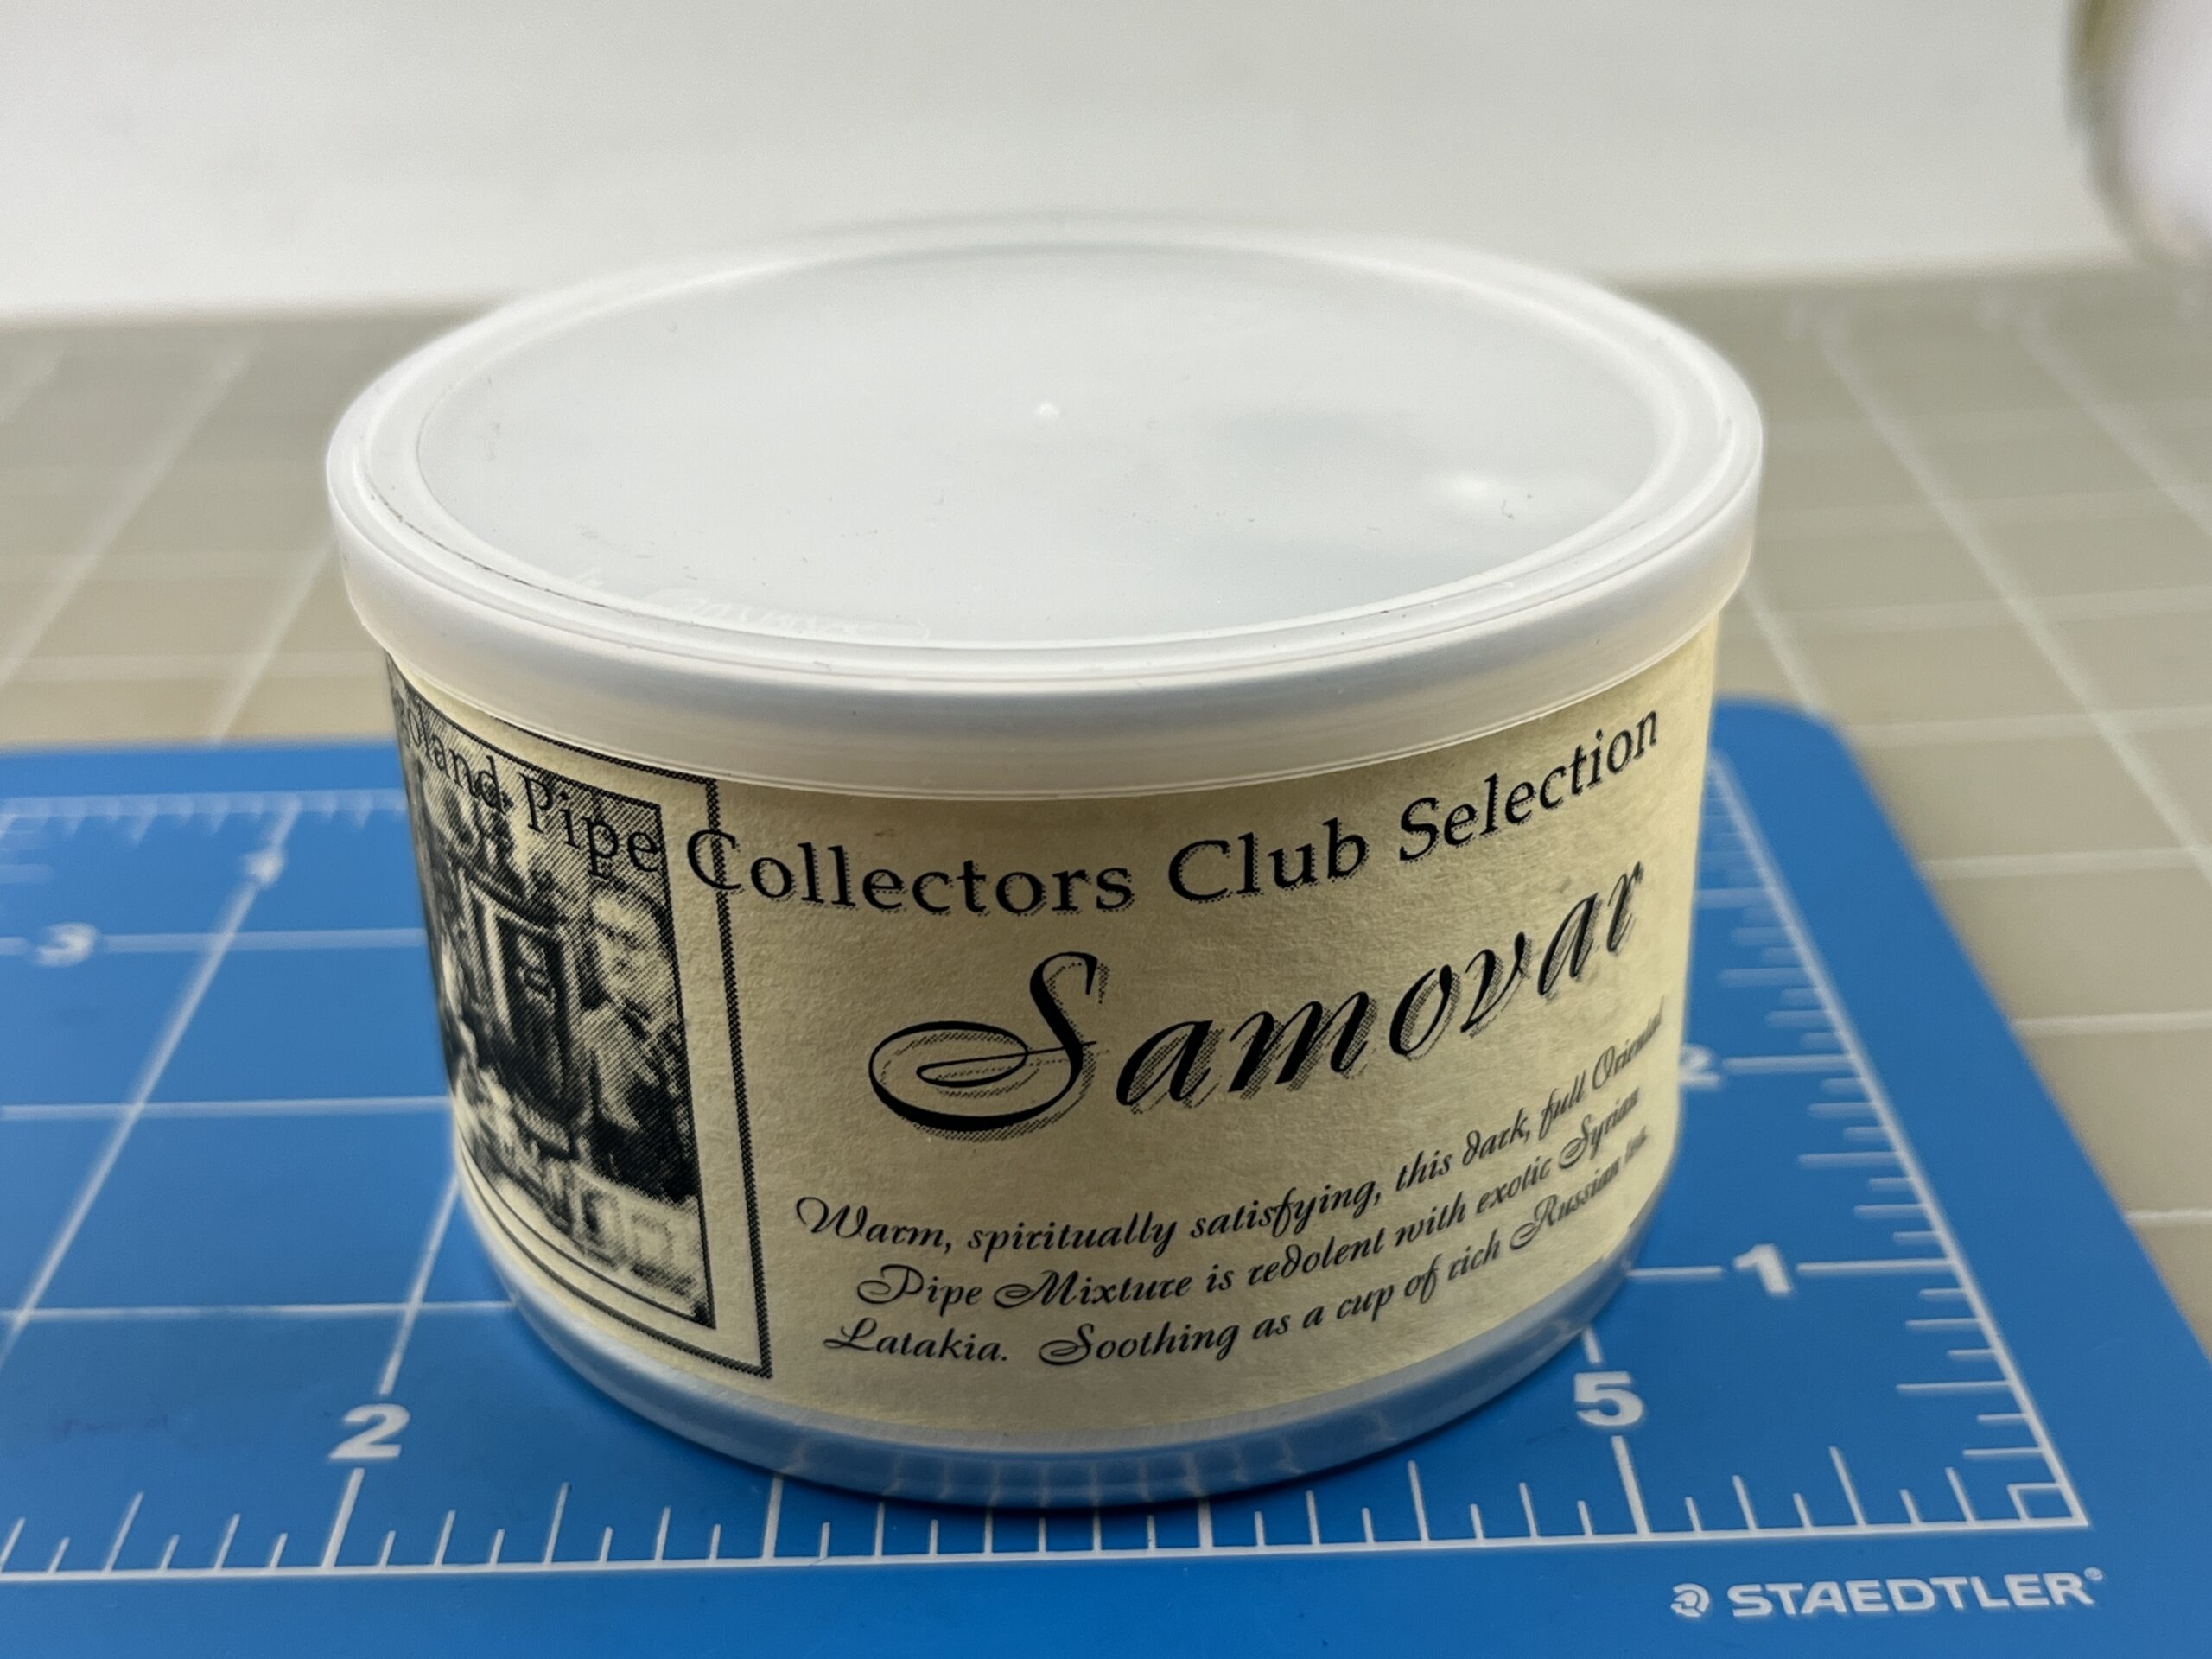 Pipe Collectors Club Selection
Samovar
Warm, spiritually satisfying, this dark, full Oriental
Pipe Mixture is redolent with exotic Syrian
Latakia. Soothing as a cup of rich Russian tea.
3
2
2
1
5
STAEDTLER®